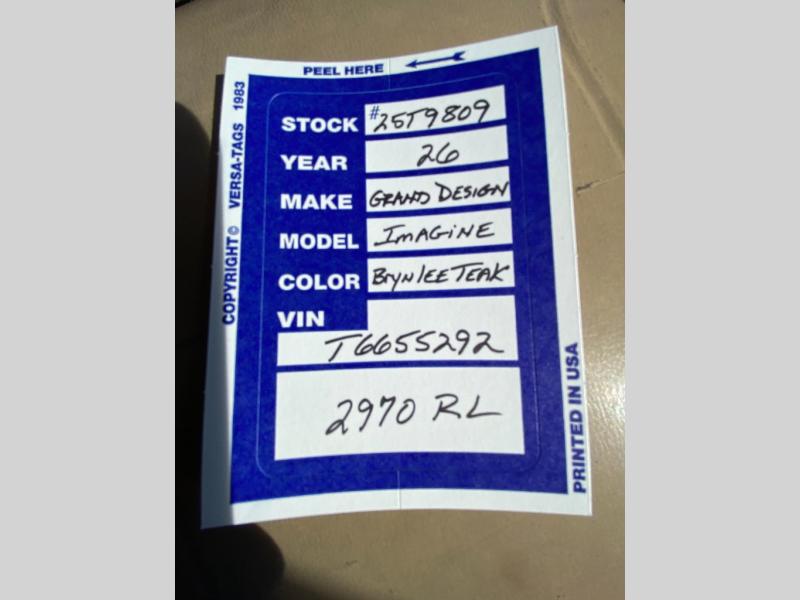 PEEL HERE
COPYRIGHT© VERSA-TAGS 1983
STOCK #25T9809
YEAR 26
MAKE GRAND DESIGN
MODEL IMAGINE
COLOR BrynLEE TEAK
VIN
T6655292
2970 RL
PRINTED IN USA